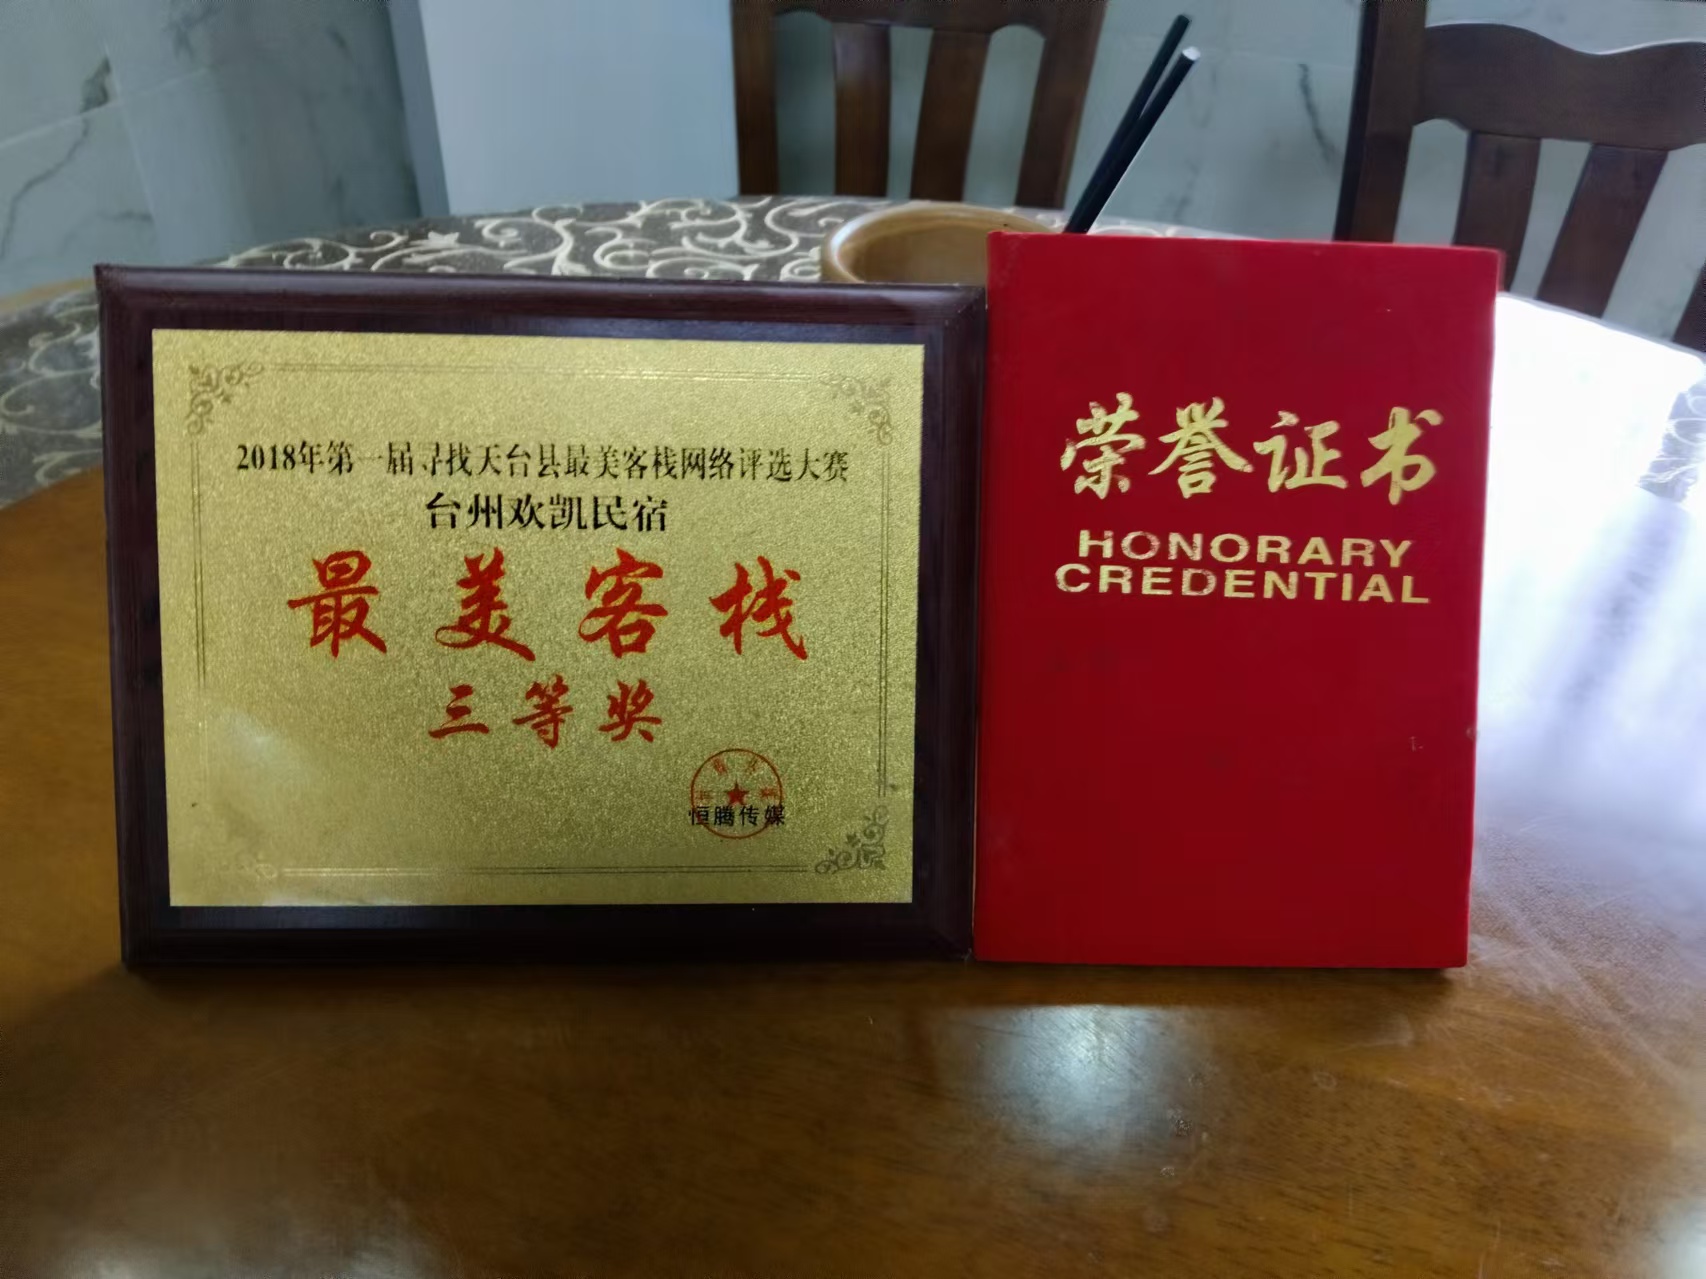 2018年第一届寻找天台县最美客栈网络评选大赛
台州欢凯民宿
最美客栈
三等奖
恒腾传媒
荣誉证书
HONORARY
CREDENTIAL